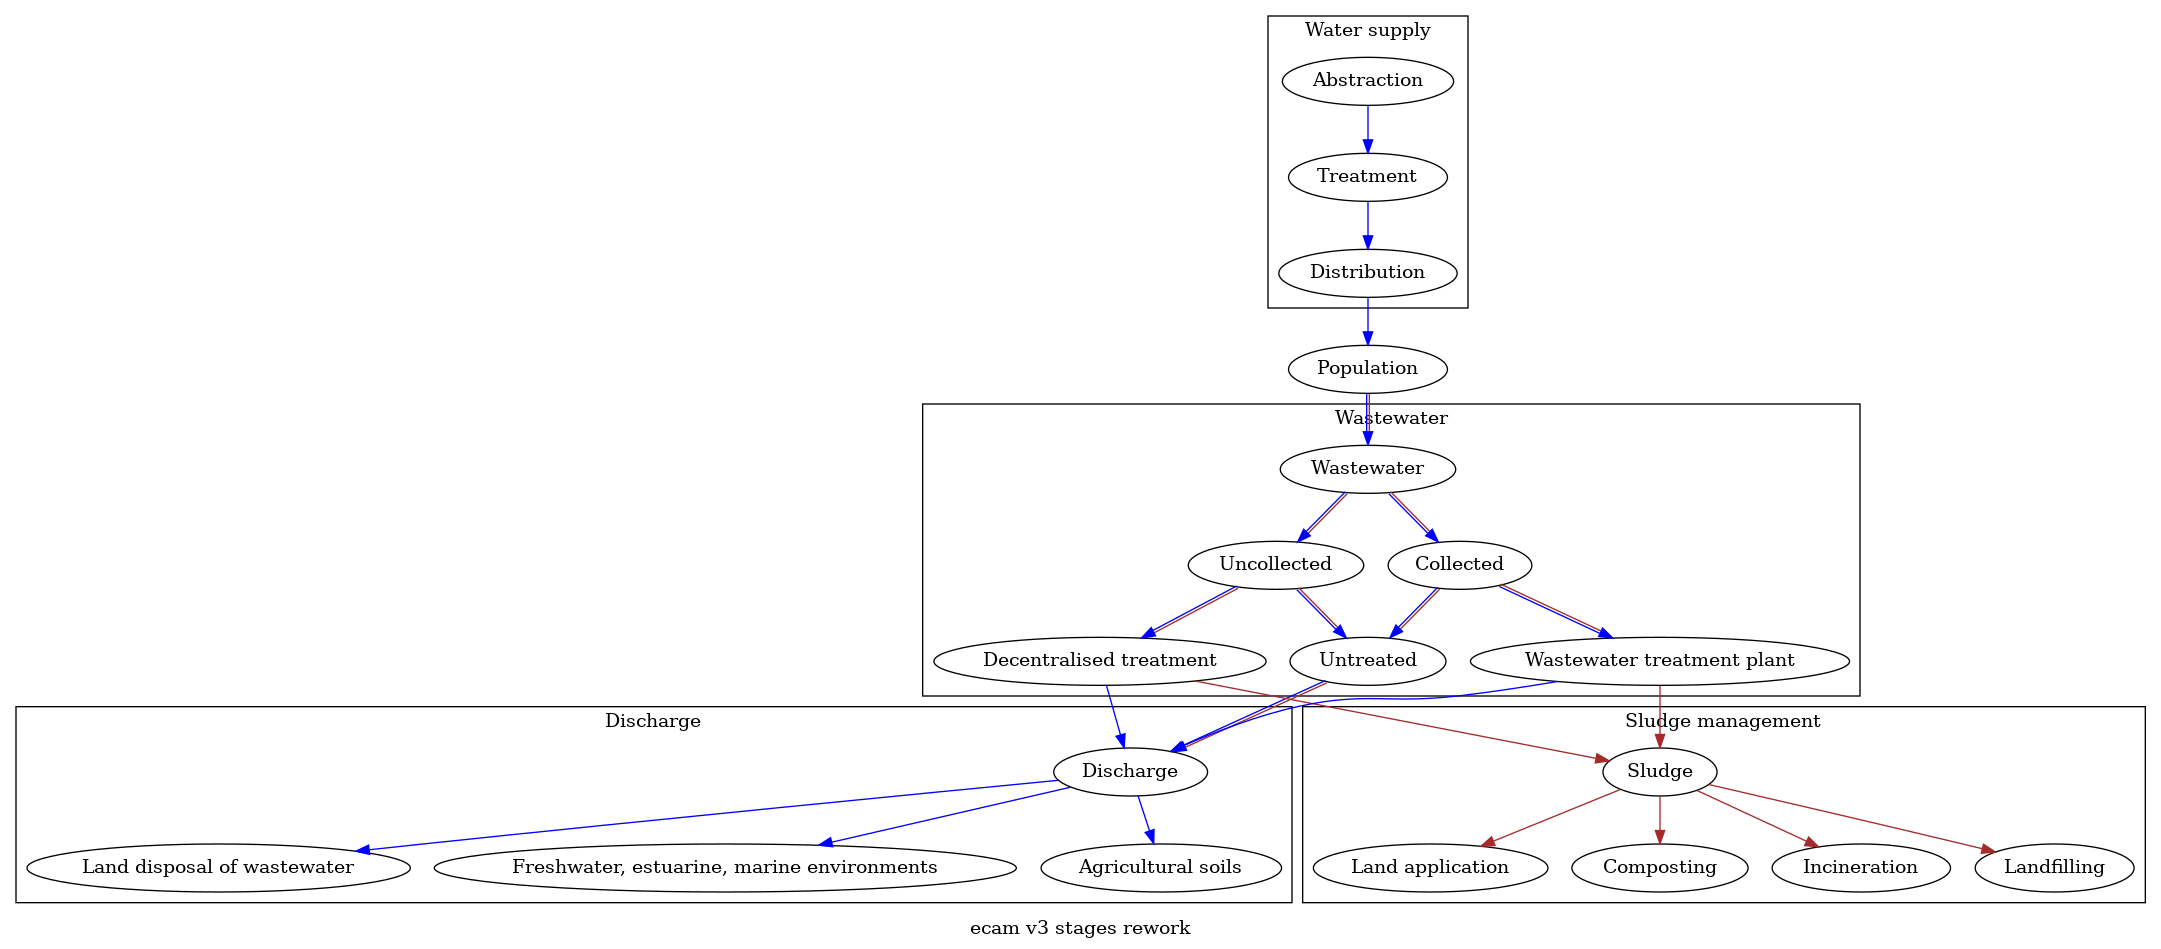 Water supply
Abstraction
Treatment
Distribution
Population
Wastewater
Wastewater
Uncollected
Collected
Decentralised treatment
Untreated
Wastewater treatment plant
Discharge
Discharge
Land disposal of wastewater
Freshwater, estuarine, marine environments
Agricultural soils
Sludge management
Sludge
Land application
Composting
Incineration
Landfilling
ecam v3 stages rework